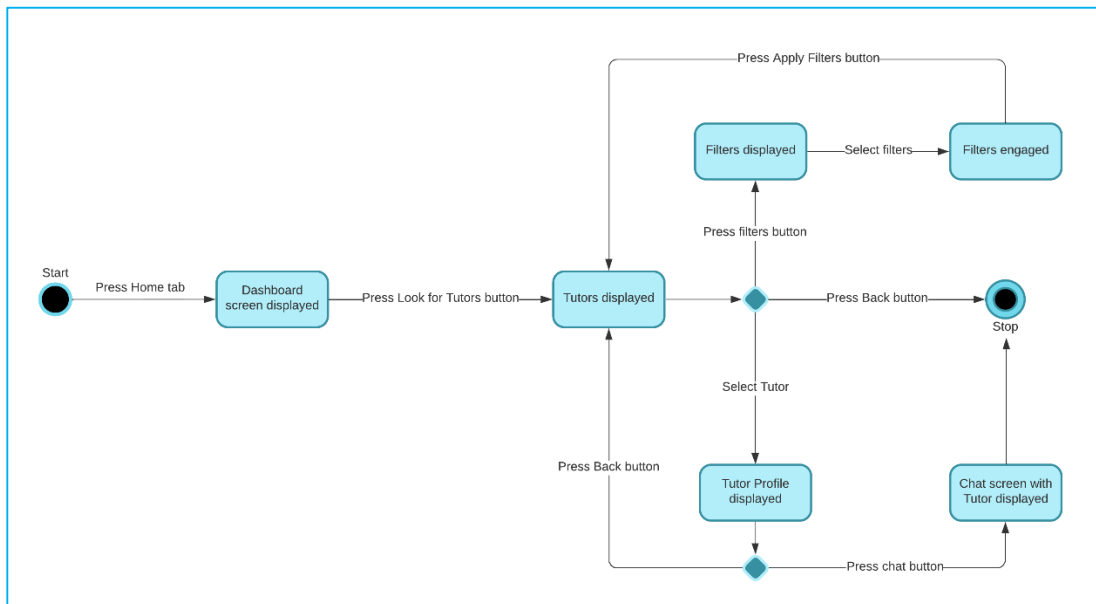 Press Apply Filters button
Filters displayed
Select filters
Filters engaged
Press filters button
Start
Press Home tab
Dashboard
screen displayed
Press Look for Tutors button
Tutors displayed
Press Back button
Stop
Select Tutor
Press Back button
Tutor Profile
displayed
Chat screen with
Tutor displayed
Press chat button